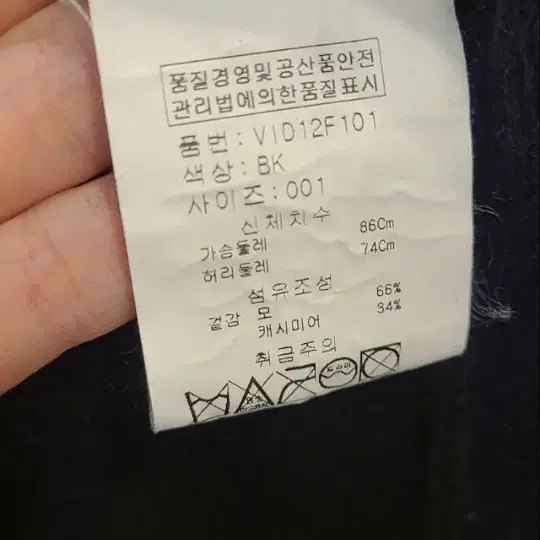 품질경영및공산품안전
관리법에의한품질표시
품 번 : VID12F101
색 상 : BK
사 이 즈 : 001
신 체 치 수
가슴둘레 86Cm
허리둘레 74Cm
섬 유 조 성
겉감 모 66%
캐시미어 34%
취 급 주 의
드라이